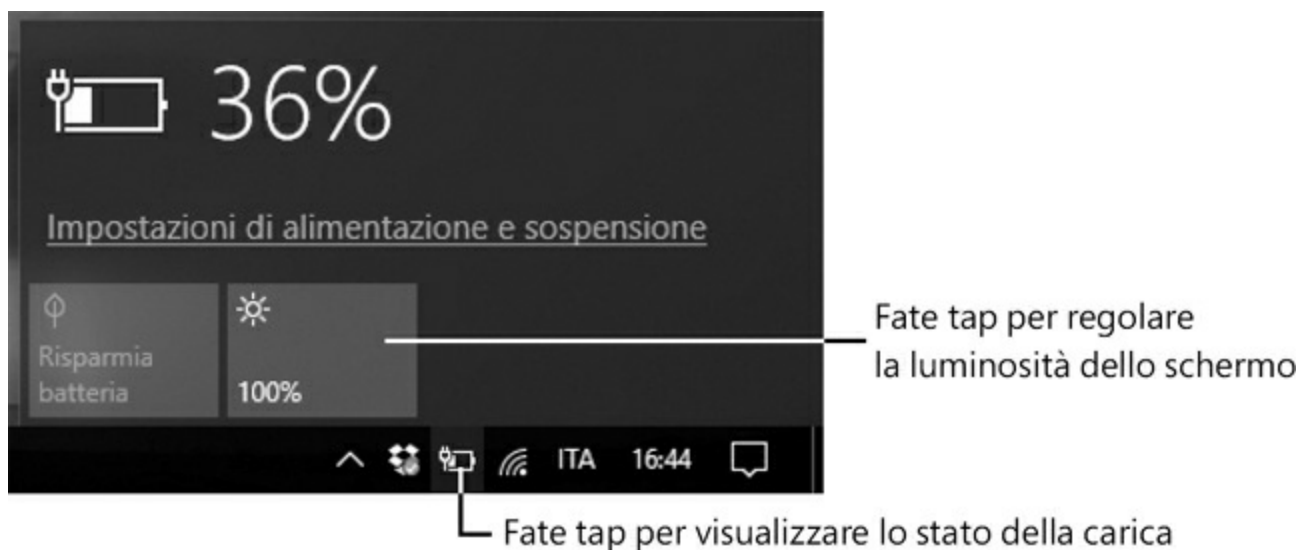 36%
Impostazioni di alimentazione e sospensione
Risparmia
batteria
100%
Fate tap per regolare
la luminosità dello schermo
ITA 16:44
Fate tap per visualizzare lo stato della carica